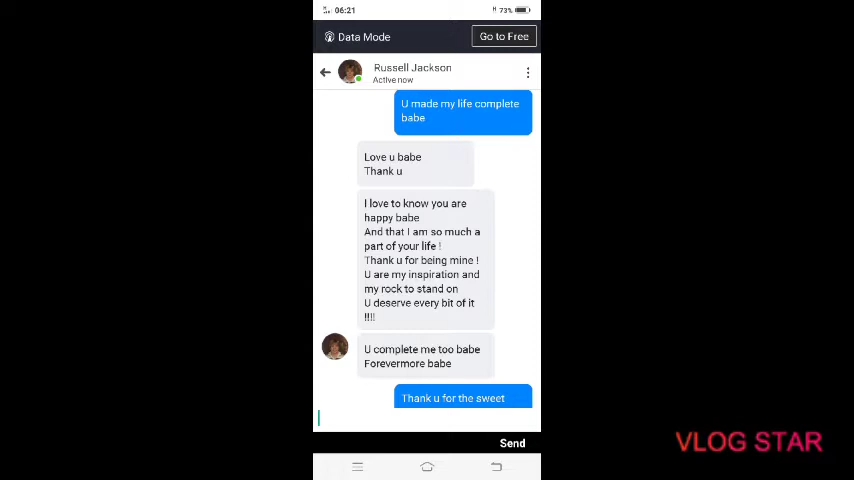 06:21
H 73%
Data Mode
Go to Free
Russell Jackson
Active now
U made my life complete
babe
Love u babe
Thank u
I love to know you are
happy babe
And that I am so much a
part of your life !
Thank u for being mine !
U are my inspiration and
my rock to stand on
U deserve every bit of it
!!!!
U complete me too babe
Forevermore babe
Thank u for the sweet
Send
VLOG STAR